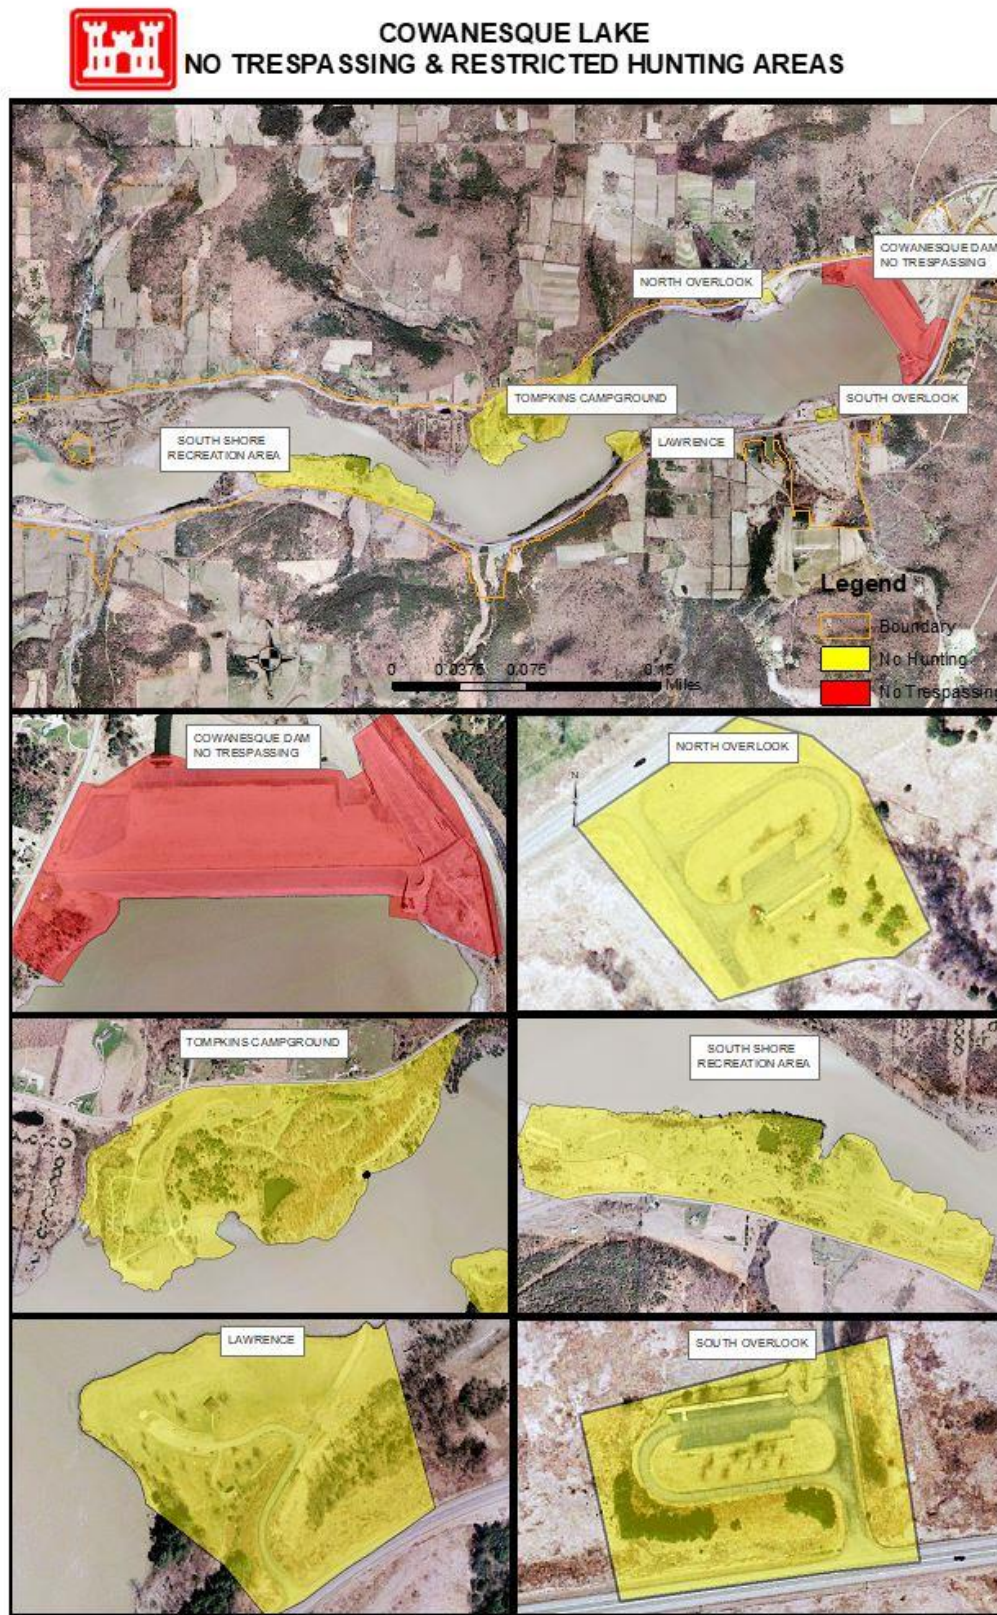 COWANESQUE LAKE
NO TRESPASSING & RESTRICTED HUNTING AREAS
COWANESQUE DAM
NO TRESPASSING
NORTH OVERLOOK
TOMPKINS CAMPGROUND
SOUTH OVERLOOK
SOUTH SHORE
RECREATION AREA
LAWRENCE
Legend
Boundary
No Hunting
No Trespassing
0 0.0375 0.075 0.15
Miles
N
S
COWANESQUE DAM
NO TRESPASSING
NORTH OVERLOOK
N
TOMPKINS CAMPGROUND
SOUTH SHORE
RECREATION AREA
LAWRENCE
SOUTH OVERLOOK